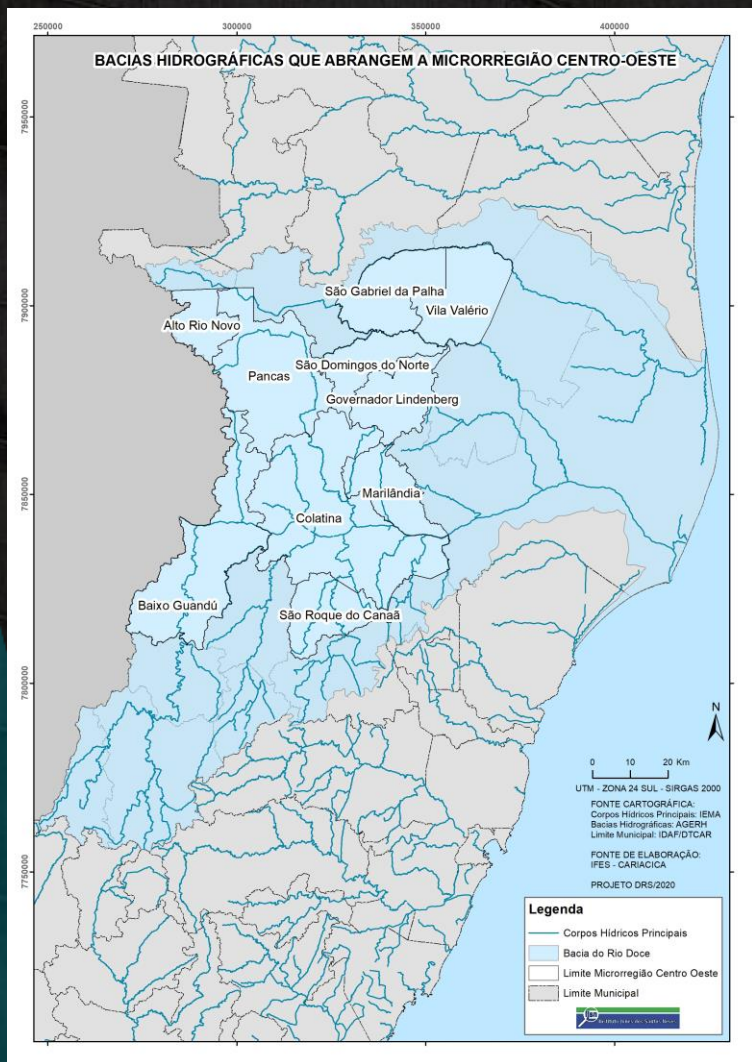 250000 300000 350000 400000
BACIAS HIDROGRÁFICAS QUE ABRANGEM A MICRORREGIÃO CENTRO-OESTE
7950000
7900000
São Gabriel da Palha
Vila Valério
Alto Rio Novo
São Domingos do Norte
Pancas
Governador Lindenberg
7850000
Marilândia
Colatina
Baixo Guandú
São Roque do Canaã
7800000
N
0 10 20 Km
UTM - ZONA 24 SUL - SIRGAS 2000
FONTE CARTOGRÁFICA:
Corpos Hídricos Principais: IEMA
Bacias Hidrográficas: AGERH
Limite Municipal: IDAF/DTCAR
FONTE DE ELABORAÇÃO:
IFES - CARIACICA
PROJETO DRS/2020
7750000
Legenda
Corpos Hídricos Principais
Bacia do Rio Doce
Limite Microrregião Centro Oeste
Limite Municipal